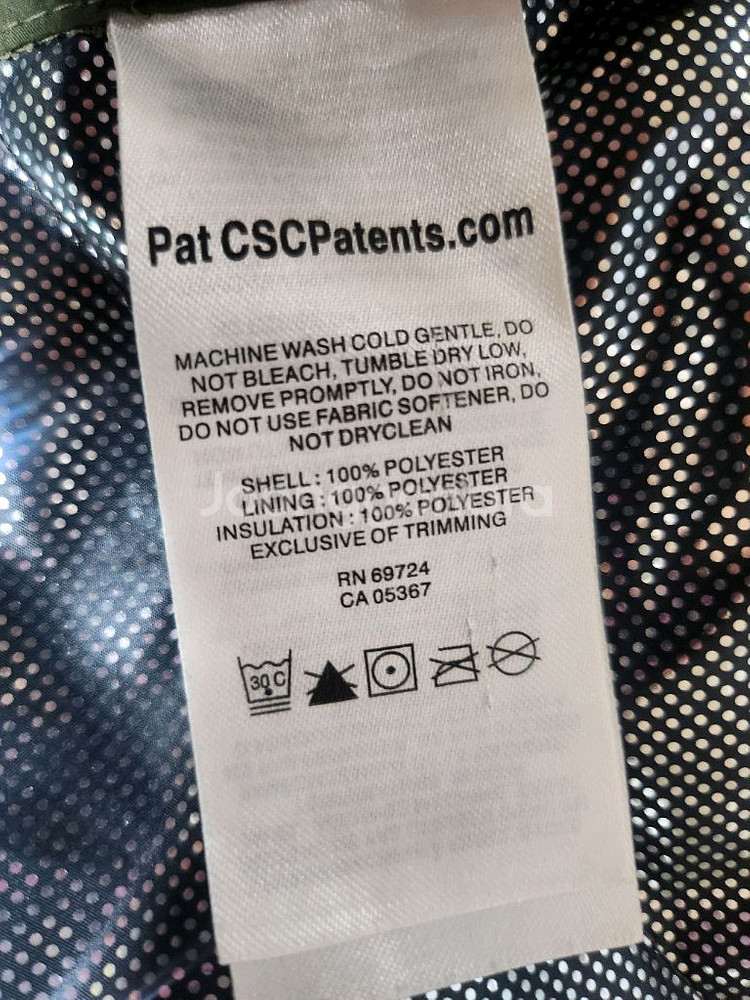 Pat CSCPatents.com
MACHINE WASH COLD GENTLE, DO
NOT BLEACH, TUMBLE DRY LOW,
REMOVE PROMPTLY, DO NOT IRON,
DO NOT USE FABRIC SOFTENER, DO
NOT DRYCLEAN
SHELL : 100% POLYESTER
LINING : 100% POLYESTER
INSULATION : 100% POLYESTER
EXCLUSIVE OF TRIMMING
RN 69724
CA 05367
30 C